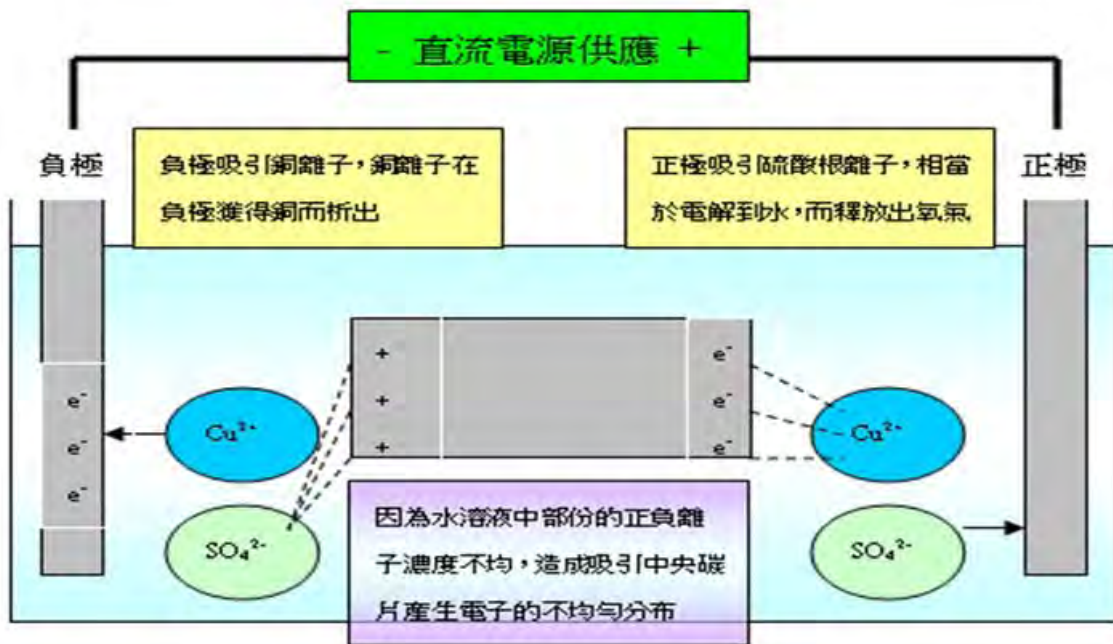 - 直流電源供應 +
負極
負極吸引銅離子，銅離子在
負極獲得銅而析出
正極吸引硫酸根離子，相當
於電解到水，而釋放出氧氣
正極
+
+
+
e-
e-
e-
e-
e-
e-
Cu²⁺
Cu²⁺
SO₄²⁻
SO₄²⁻
因為水溶液中部份的正負離
子濃度不均，造成吸引中央碳
片產生電子的不均勻分布